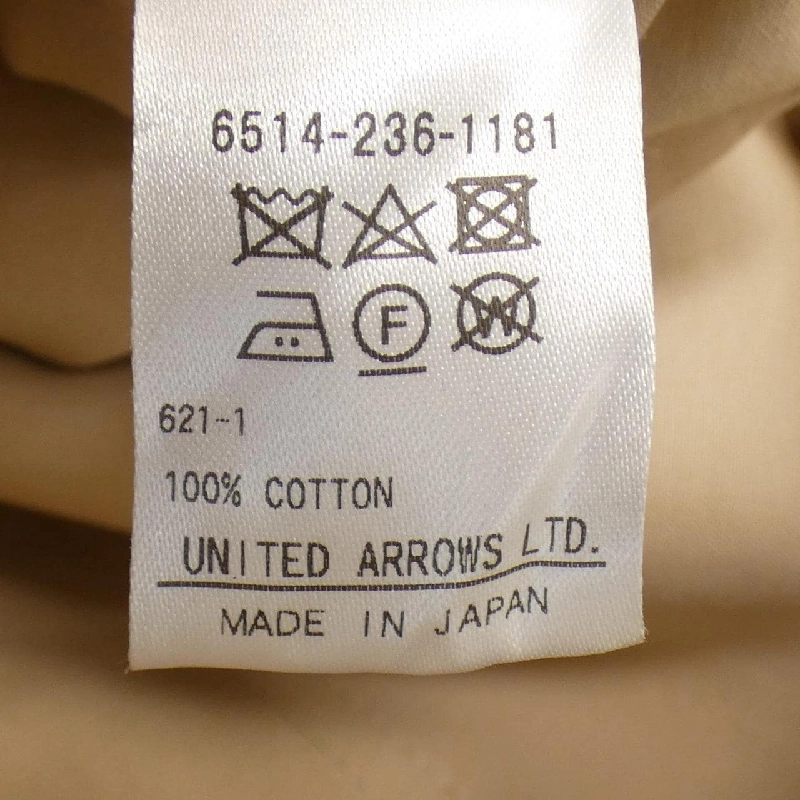 6514-236-1181
F W
621-1
100% COTTON
UNITED ARROWS LTD.
MADE IN JAPAN